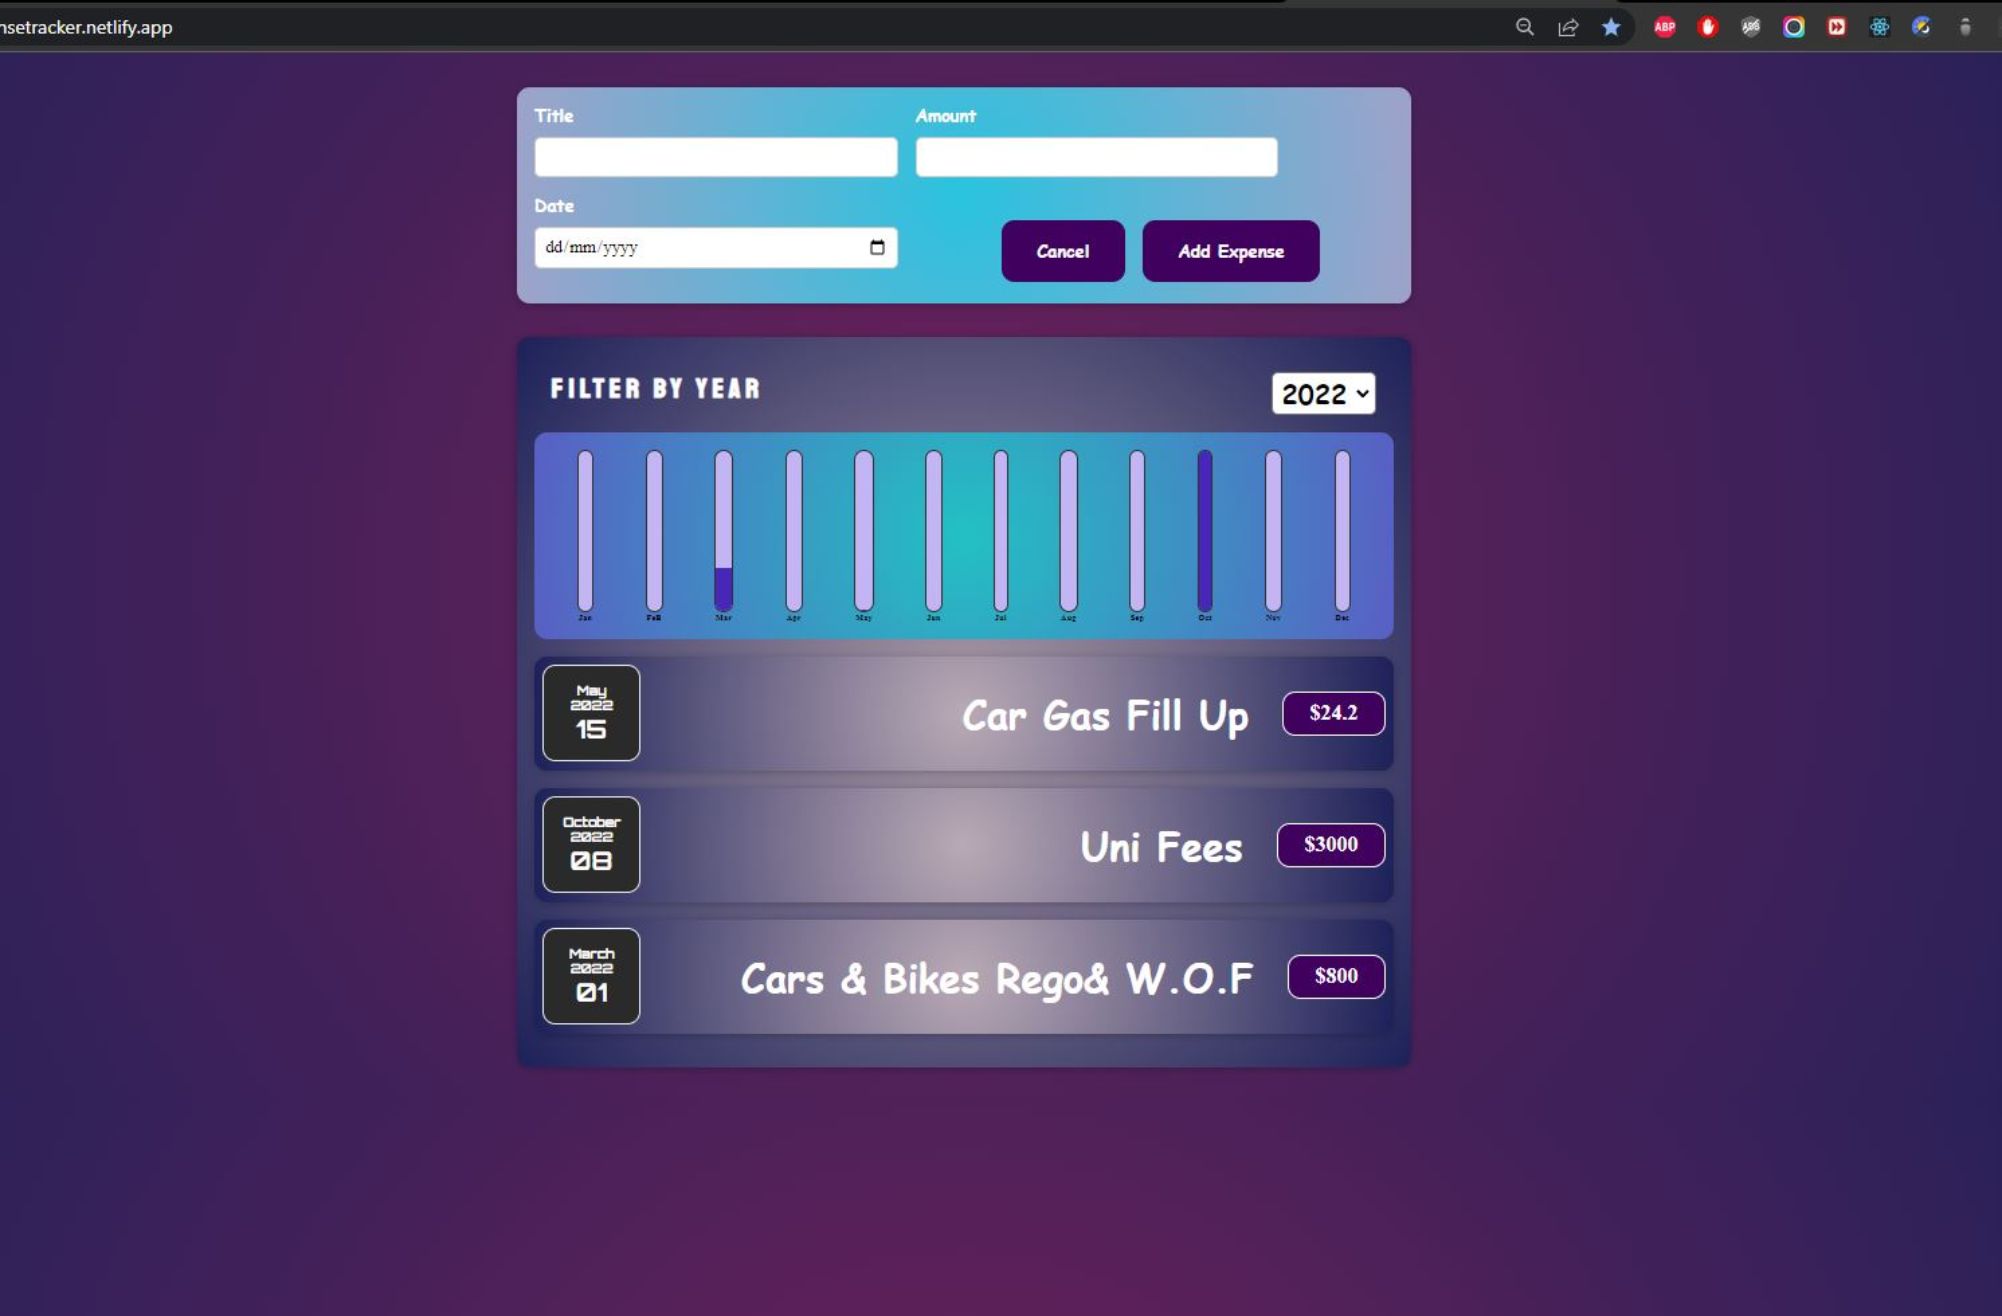 nsetracker.netlify.app
ABP
Title
Amount
Date
dd/mm/yyyy
Cancel
Add Expense
FILTER BY YEAR
2022
Jan Feb Mar Apr May Jun Jul Aug Sep Oct Nov Dec
May
2022
15
Car Gas Fill Up
$24.2
October
2022
08
Uni Fees
$3000
March
2022
01
Cars & Bikes Rego& W.O.F
$800